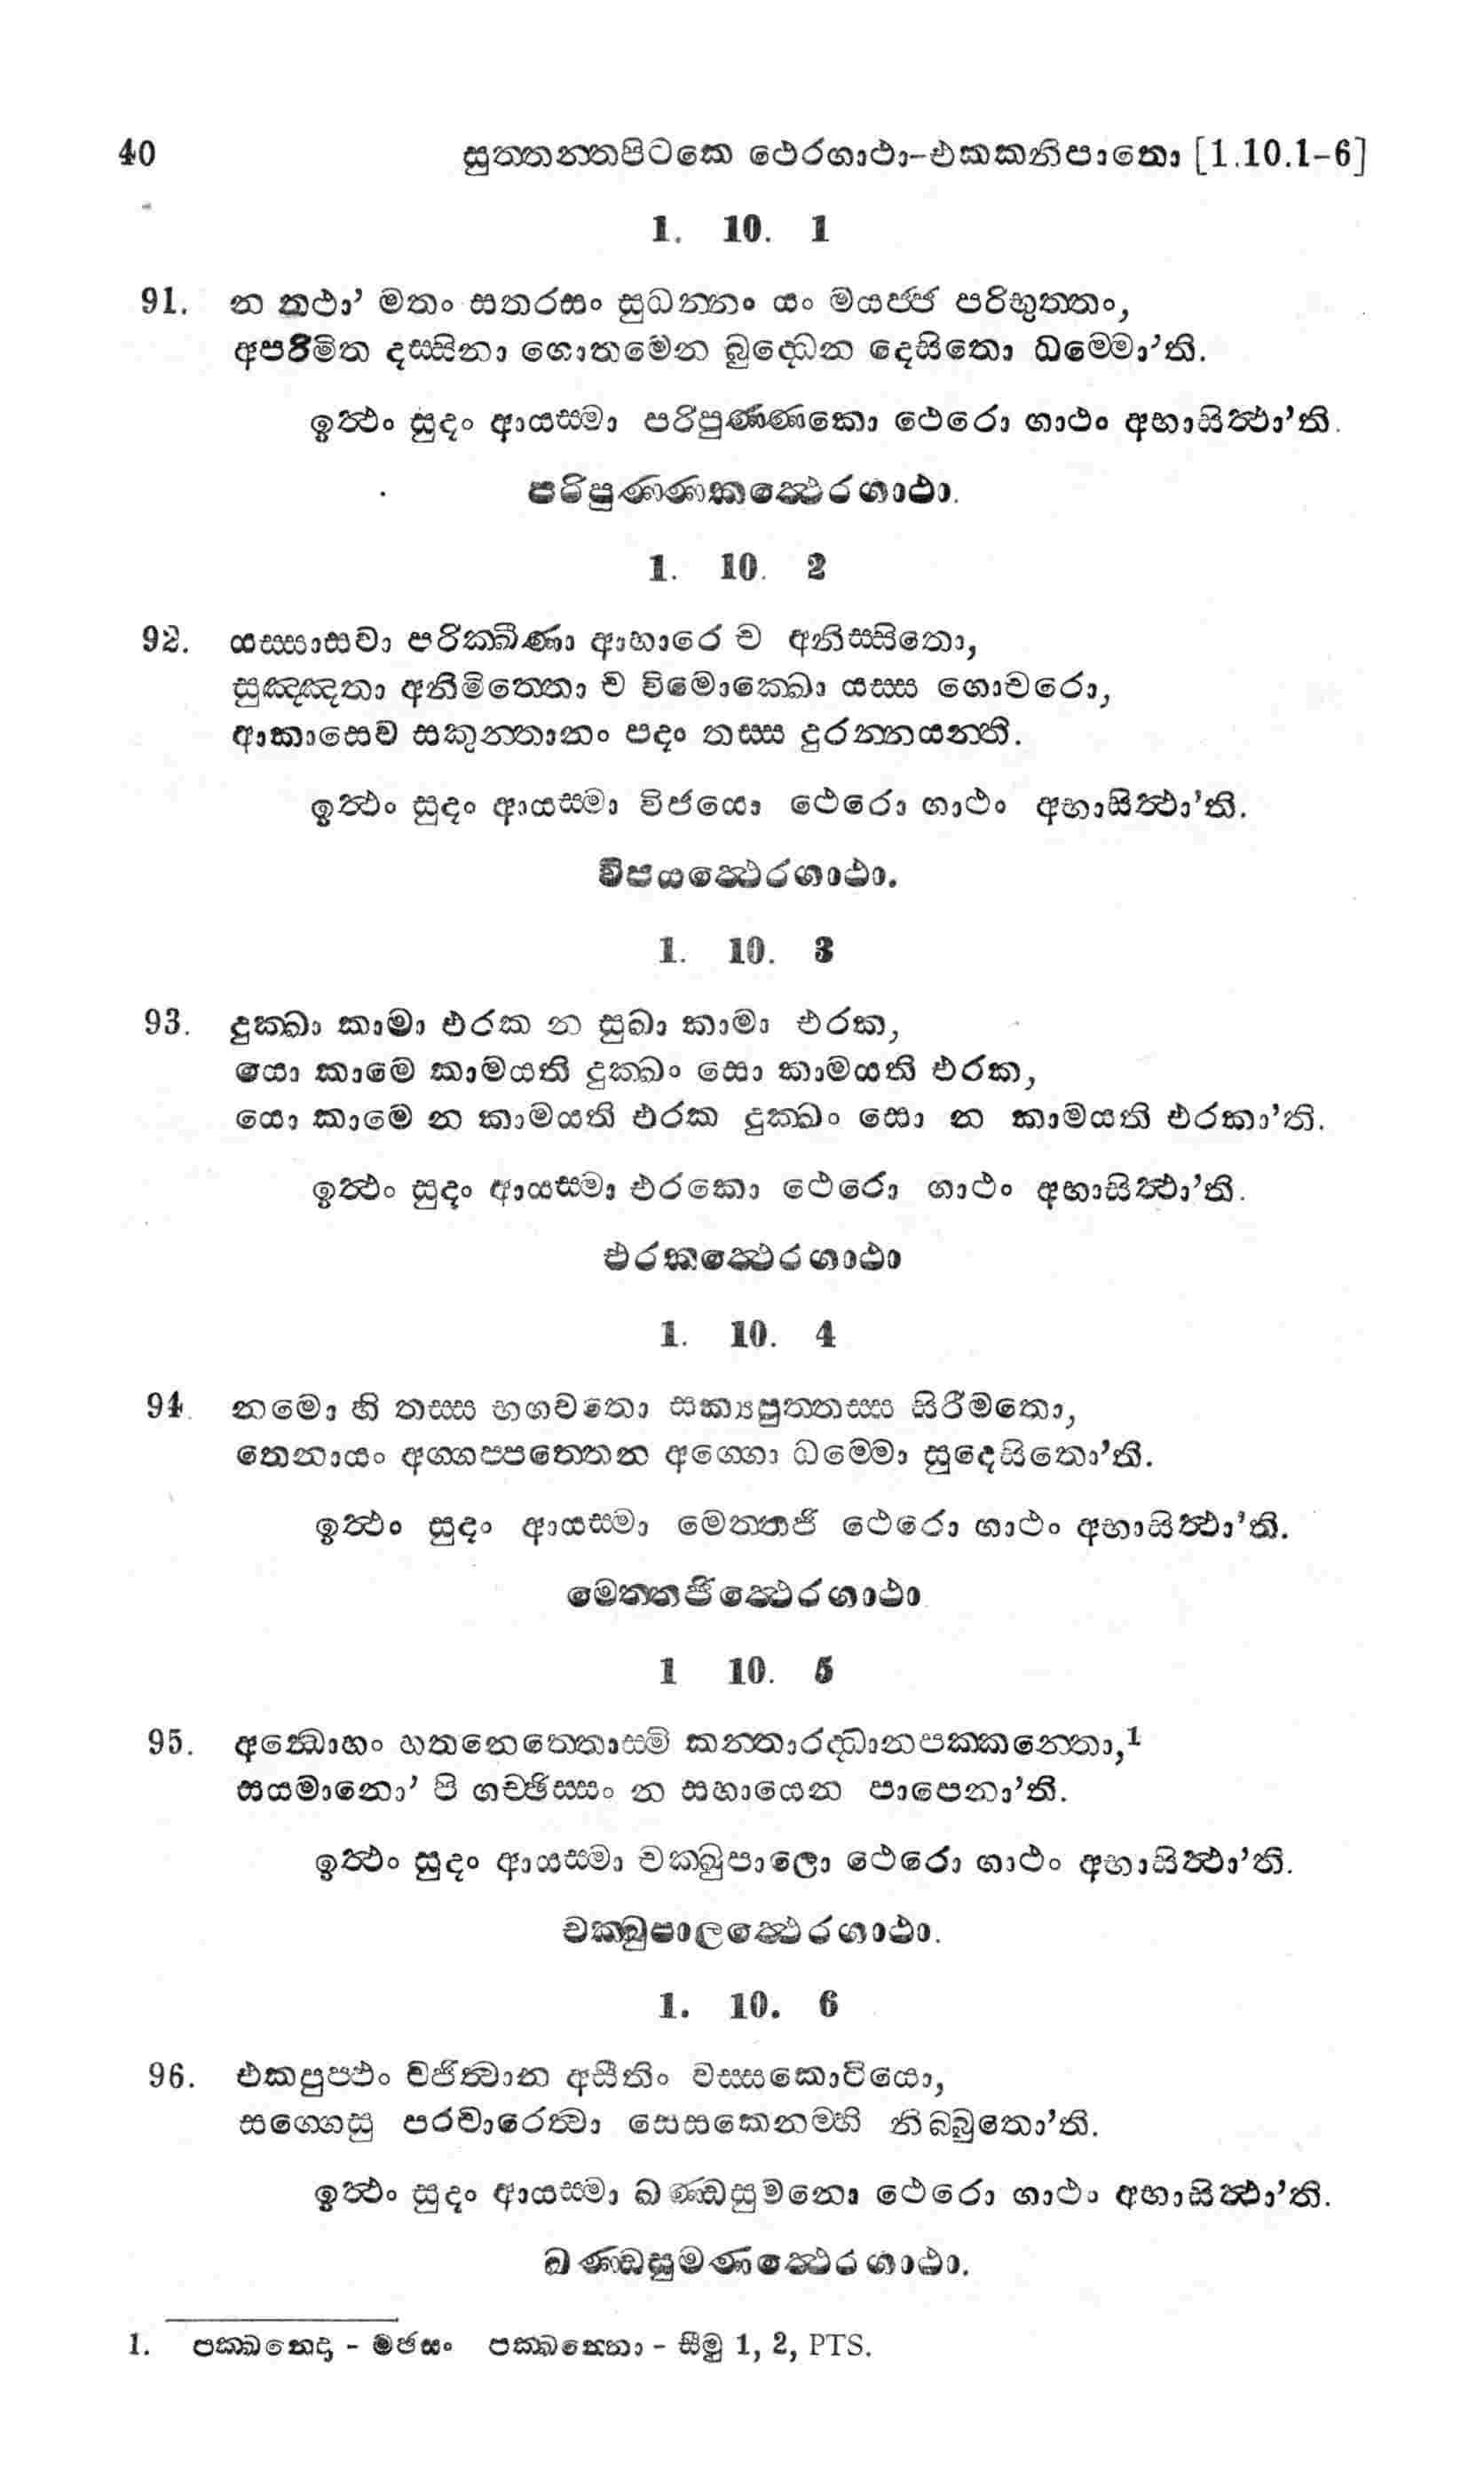 40 සුත්තන්තපිටකෙ ථෙරගාථා-එකකනිපාතො [1.10.1-6]
1. 10. 1
91. න තථා’ මතං සතරසං සුධන්නං යං මයජ්ජ පරිභුත්තං,
අපරිමිත දස්සිනා ගොතමෙන බුද්ධෙන දෙසිතො ධම්මො’ති.
ඉත්ථං සුදං ආයස්මා පරිපුණ්ණකො ථෙරො ගාථං අභාසිත්ථා’ති.
පරිපුණ්ණකත්ථෙරගාථා.
1. 10. 2
92. යස්සාසවා පරික්ඛීණා ආහාරෙ ච අනිස්සිතො,
සුඤ්ඤතා අනිමිත්තො ච විමොක්ඛො යස්ස ගොචරො,
ආකාසෙව සකුන්තානං පදං තස්ස දුරන්නයන්ති.
ඉත්ථං සුදං ආයස්මා විජයො ථෙරො ගාථං අභාසිත්ථා’ති.
විපයත්ථෙරගාථා.
1. 10. 3
93. දුක්ඛා කාමා එරක න සුඛා කාමා එරක,
යො කාමෙ කාමයති දුක්ඛං සො කාමයති එරක,
යො කාමෙ න කාමයති එරක දුක්ඛං සො න කාමයති එරකා’ති.
ඉත්ථං සුදං ආයස්මා එරකො ථෙරො ගාථං අභාසිත්ථා’ති.
එරකත්ථෙරගාථා
1. 10. 4
94. නමො හි තස්ස භගවතො සක්‍යපුත්තස්ස සිරීමතො,
තෙනායං අග්ගප්පත්තෙන අග්ගො ධම්මො සුදෙසිතො’ති.
ඉත්ථං සුදං ආයස්මා මෙත්තජි ථෙරො ගාථං අභාසිත්ථා’ති.
මෙත්තජිත්ථෙරගාථා
1 10. 5
95. අන්ධොහං හතනෙත්තොස්මි කන්තාරද්ධානපක්කන්තො,1
සයමානො’ පි ගච්ඡිස්සං න සහායෙන පාපෙනා’ති.
ඉත්ථං සුදං ආයස්මා චක්ඛුපාලො ථෙරො ගාථං අභාසිත්ථා’ති.
චක්ඛුපාලත්ථෙරගාථා.
1. 10. 6
96. එකපුප්ඵං චජිත්වාන අසීතිං වස්සකොටියො,
සග්ගෙසු පරචාරෙත්වා සෙසකෙනම්හි නිබ්බුතො’ති.
ඉත්ථං සුදං ආයස්මා ඛණ්ඩසුමනො ථෙරො ගාථා අභාසිත්ථා’ති.
ඛණ්ඩසුමණත්ථෙරගාථා.
1. පක්ඛන්තො, - මජසං පක්ඛන්තො - සීමු 1, 2, PTS.